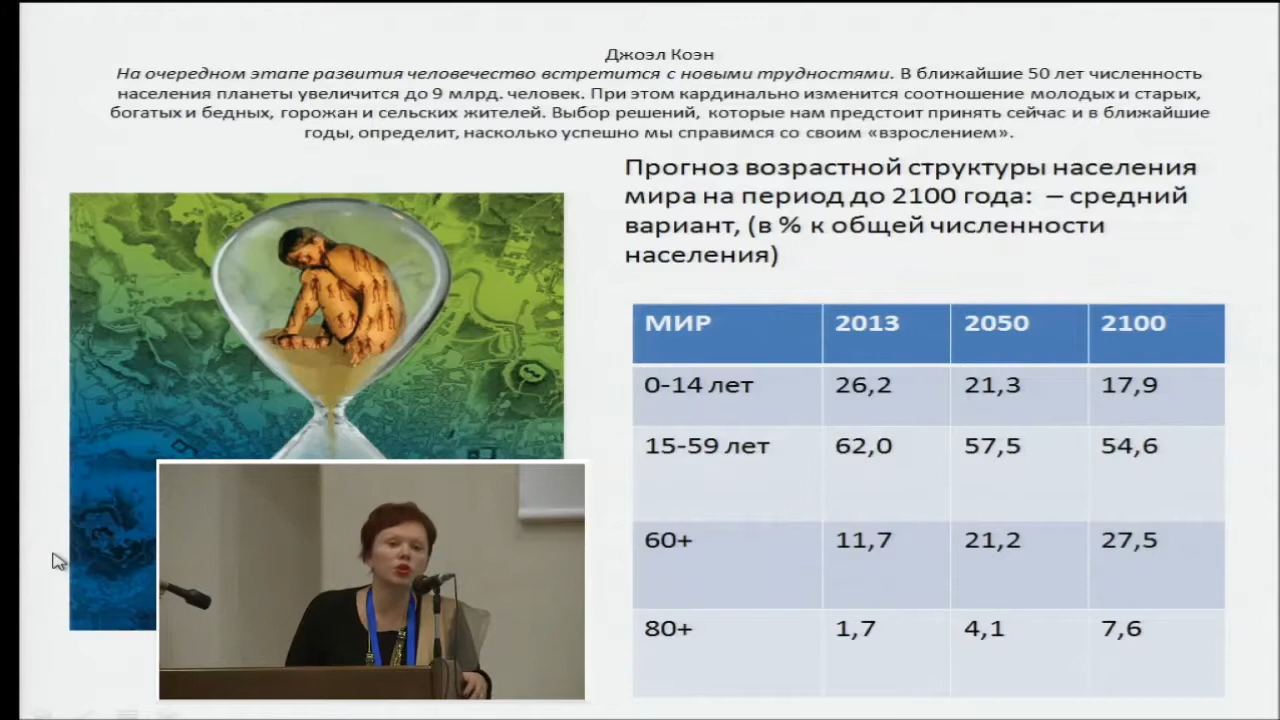 Джоэл Коэн
На очередном этапе развития человечество встретится с новыми трудностями. В ближайшие 50 лет численность
населения планеты увеличится до 9 млрд. человек. При этом кардинально изменится соотношение молодых и старых,
богатых и бедных, горожан и сельских жителей. Выбор решений, которые нам предстоит принять сейчас и в ближайшие
годы, определит, насколько успешно мы справимся со своим «взрослением».
Прогноз возрастной структуры населения
мира на период до 2100 года: – средний
вариант, (в % к общей численности
населения)
МИР 2013 2050 2100
0-14 лет 26,2 21,3 17,9
15-59 лет 62,0 57,5 54,6
60+ 11,7 21,2 27,5
80+ 1,7 4,1 7,6